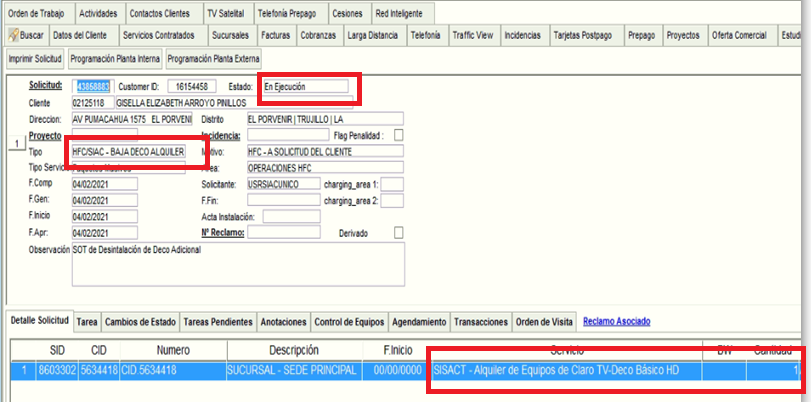 Orden de Trabajo Actividades Contactos Clientes TV Satelital Telefonía Prepago Cesiones Red Inteligente
Buscar Datos del Cliente Servicios Contratados Sucursales Facturas Cobranzas Larga Distancia Telefonía Traffic View Incidencias Tarjetas Postpago Prepago Proyectos Oferta Comercial Estudi
Imprimir Solicitud Programación Planta Interna Programación Planta Externa
Solicitud: 43858883 Customer ID: 16154458 Estado: En Ejecución
Cliente 02125118 GISELLA ELIZABETH ARROYO PINILLOS
Direccion: AV PUMACAHUA 1575 EL PORVENI Distrito EL PORVENIR | TRUJILLO | LA
Proyecto Incidencia: Flag Penalidad :
1
Tipo HFC/SIAC - BAJA DECO ALQUILER Motivo: HFC - A SOLICITUD DEL CLIENTE
Tipo Servicio OPERACIONES HFC
F.Comp 04/02/2021 Solicitante: USRSIACUNICO charging_area 1:
F.Gen: 04/02/2021 F.Fin: charging_area 2:
F.Inicio 04/02/2021 Acta Instalación:
F.Apr: 04/02/2021 Nº Reclamo: Derivado
Observación SOT de Desintalación de Deco Adicional
Detalle Solicitud Tarea Cambios de Estado Tareas Pendientes Anotaciones Control de Equipos Agendamiento Transacciones Orden de Visita Reclamo Asociado
SID CID Numero Descripción F.Inicio Servicio BW Cantidad
1 8603302 5634418 CID 5634418 SUCURSAL - SEDE PRINCIPAL 00/00/0000 SISACT - Alquiler de Equipos de Claro TV-Deco Básico HD 1